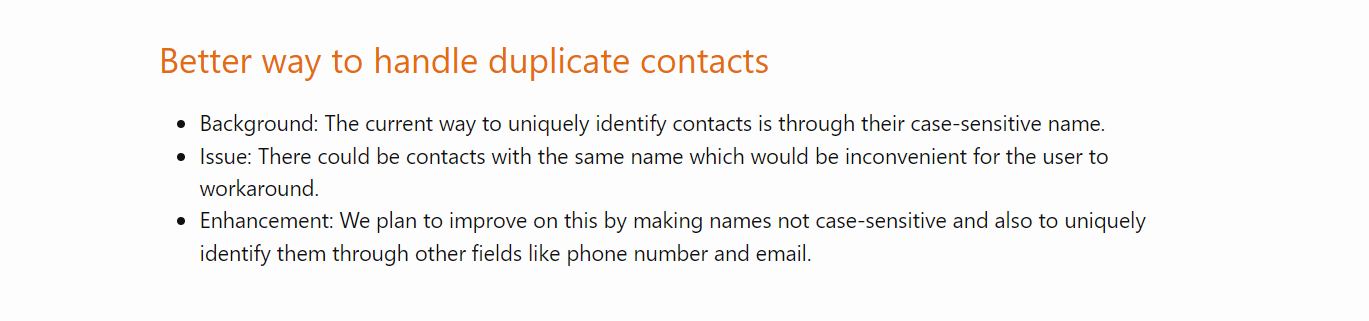 Better way to handle duplicate contacts
• Background: The current way to uniquely identify contacts is through their case-sensitive name.
• Issue: There could be contacts with the same name which would be inconvenient for the user to
workaround.
• Enhancement: We plan to improve on this by making names not case-sensitive and also to uniquely
identify them through other fields like phone number and email.